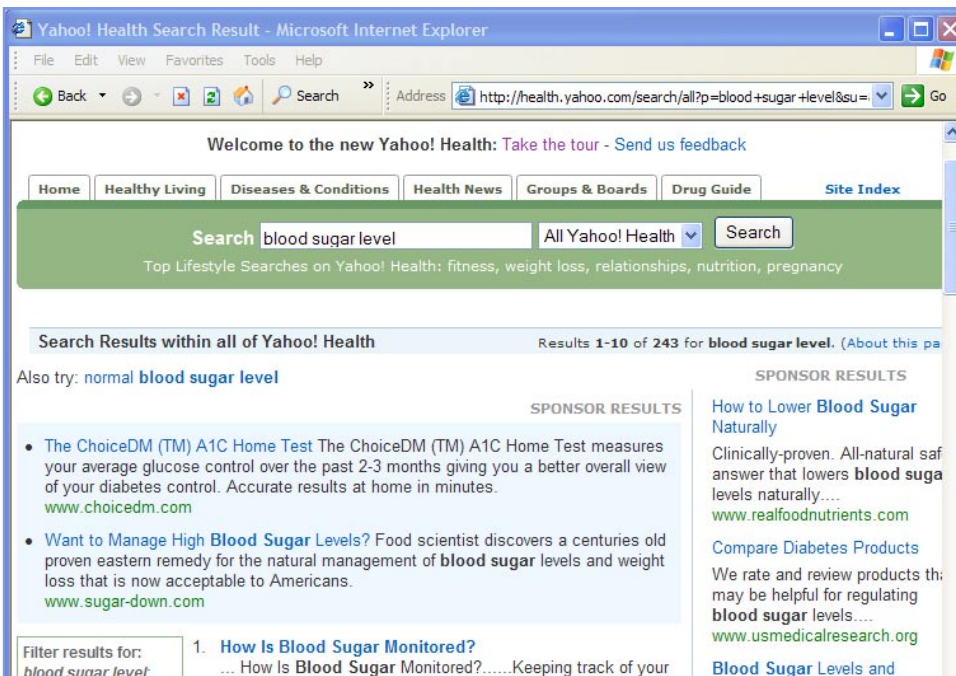 Yahoo! Health Search Result - Microsoft Internet Explorer
File Edit View Favorites Tools Help
Back Search » Address http://health.yahoo.com/search/all?p=blood+sugar+level&su=. Go
Welcome to the new Yahoo! Health: Take the tour - Send us feedback
Home Healthy Living Diseases & Conditions Health News Groups & Boards Drug Guide Site Index
Search blood sugar level All Yahoo! Health Search
Top Lifestyle Searches on Yahoo! Health: fitness, weight loss, relationships, nutrition, pregnancy
Search Results within all of Yahoo! Health Results 1-10 of 243 for blood sugar level. (About this pa
Also try: normal blood sugar level
SPONSOR RESULTS
• The ChoiceDM (TM) A1C Home Test The ChoiceDM (TM) A1C Home Test measures
your average glucose control over the past 2-3 months giving you a better overall view
of your diabetes control. Accurate results at home in minutes.
www.choicedm.com
• Want to Manage High Blood Sugar Levels? Food scientist discovers a centuries old
proven eastern remedy for the natural management of blood sugar levels and weight
loss that is now acceptable to Americans.
www.sugar-down.com
Filter results for:
blood sugar level:
1. How Is Blood Sugar Monitored?
... How Is Blood Sugar Monitored?......Keeping track of your
SPONSOR RESULTS
How to Lower Blood Sugar
Naturally
Clinically-proven. All-natural saf
answer that lowers blood suga
levels naturally....
www.realfoodnutrients.com
Compare Diabetes Products
We rate and review products tha
may be helpful for regulating
blood sugar levels....
www.usmedicalresearch.org
Blood Sugar Levels and